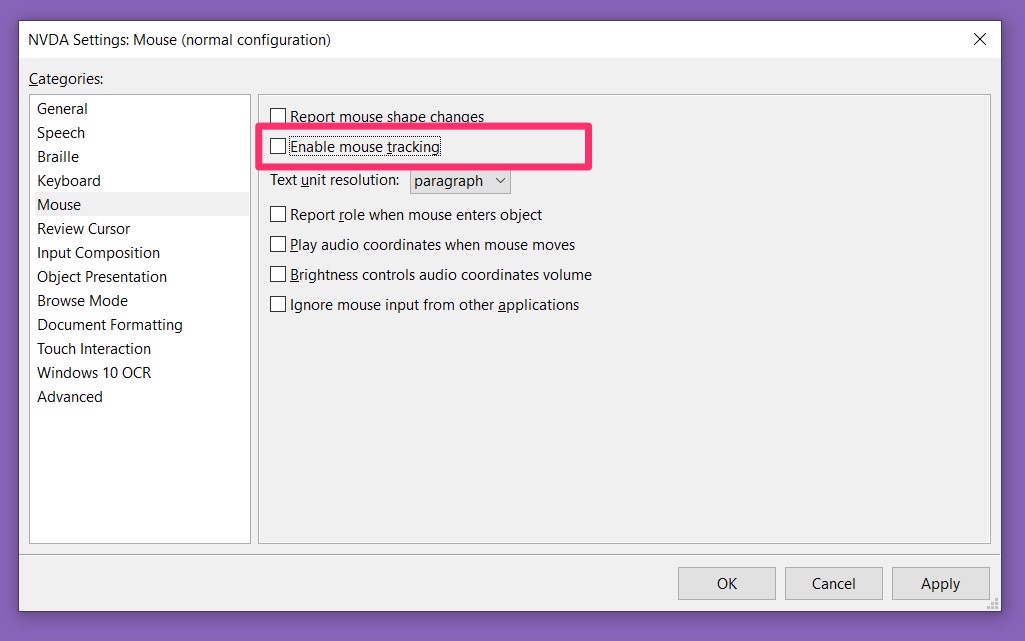 NVDA Settings: Mouse (normal configuration)
Categories:
General
Speech
Braille
Keyboard
Mouse
Review Cursor
Input Composition
Object Presentation
Browse Mode
Document Formatting
Touch Interaction
Windows 10 OCR
Advanced
Report mouse shape changes
Enable mouse tracking
Text unit resolution: paragraph
Report role when mouse enters object
Play audio coordinates when mouse moves
Brightness controls audio coordinates volume
Ignore mouse input from other applications
OK Cancel Apply